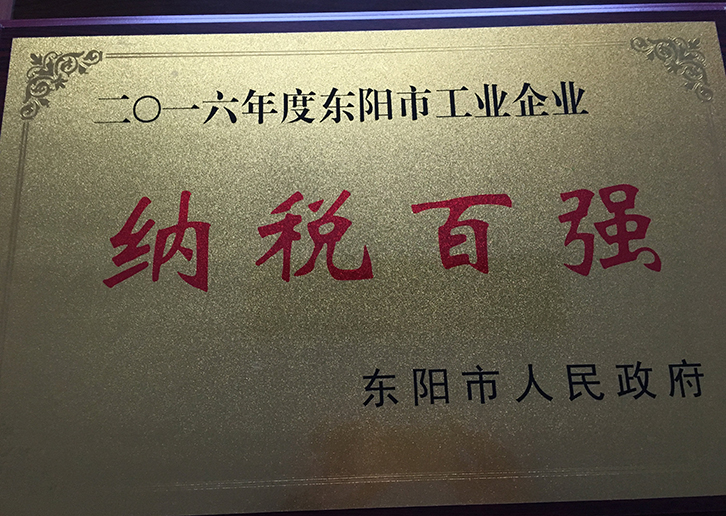 二〇一六年度东阳市工业企业
纳税百强
东阳市人民政府